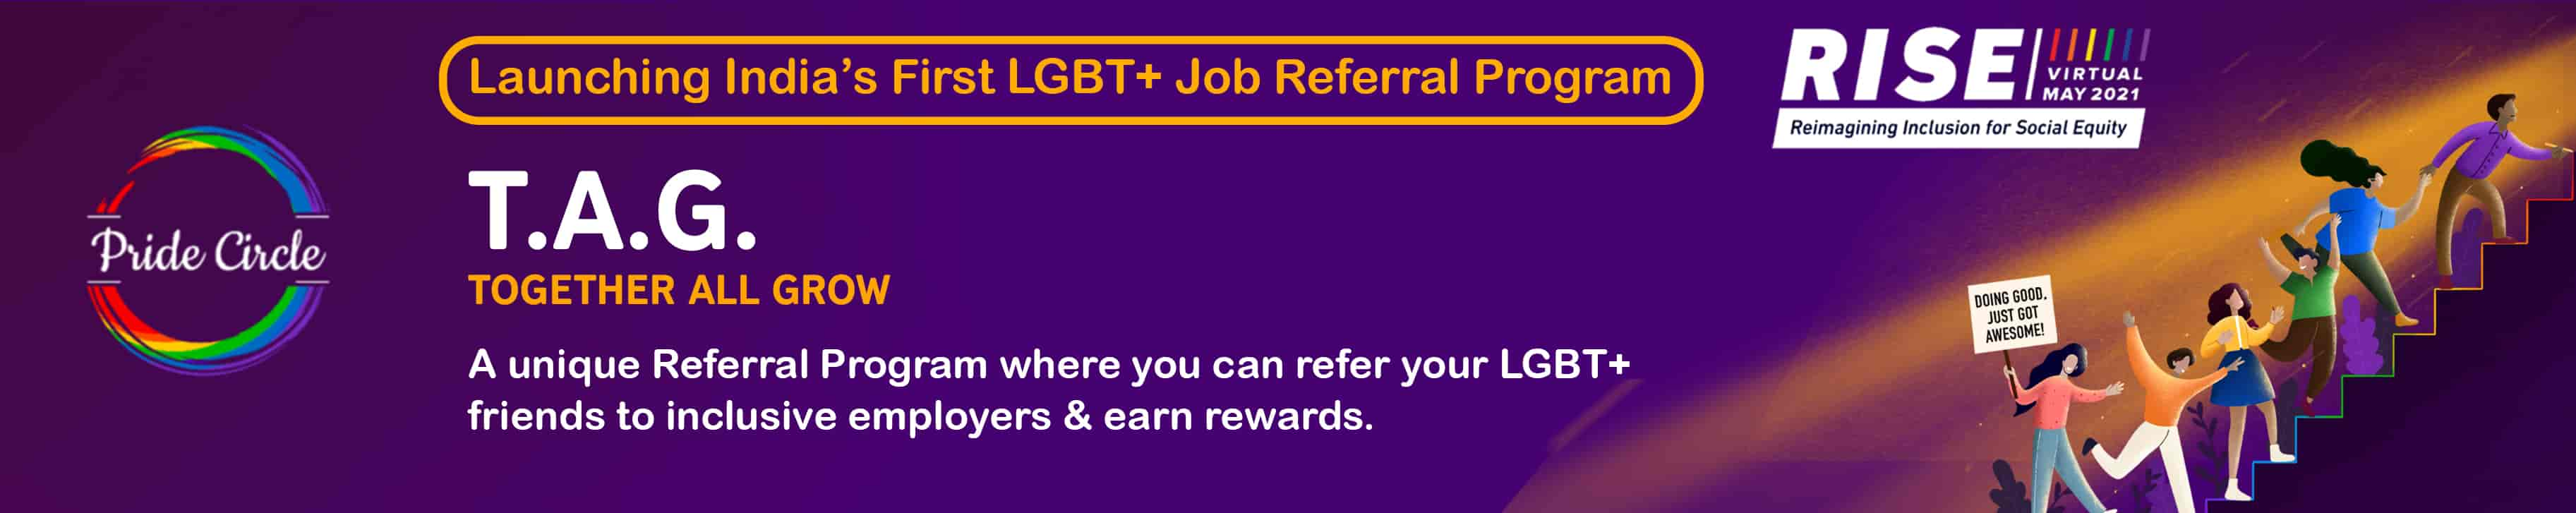 Launching India’s First LGBT+ Job Referral Program
RISE
VIRTUAL
MAY 2021
Reimagining Inclusion for Social Equity
Pride Circle
T.A.G.
TOGETHER ALL GROW
A unique Referral Program where you can refer your LGBT+
friends to inclusive employers & earn rewards.
DOING GOOD,
JUST GOT
AWESOME!